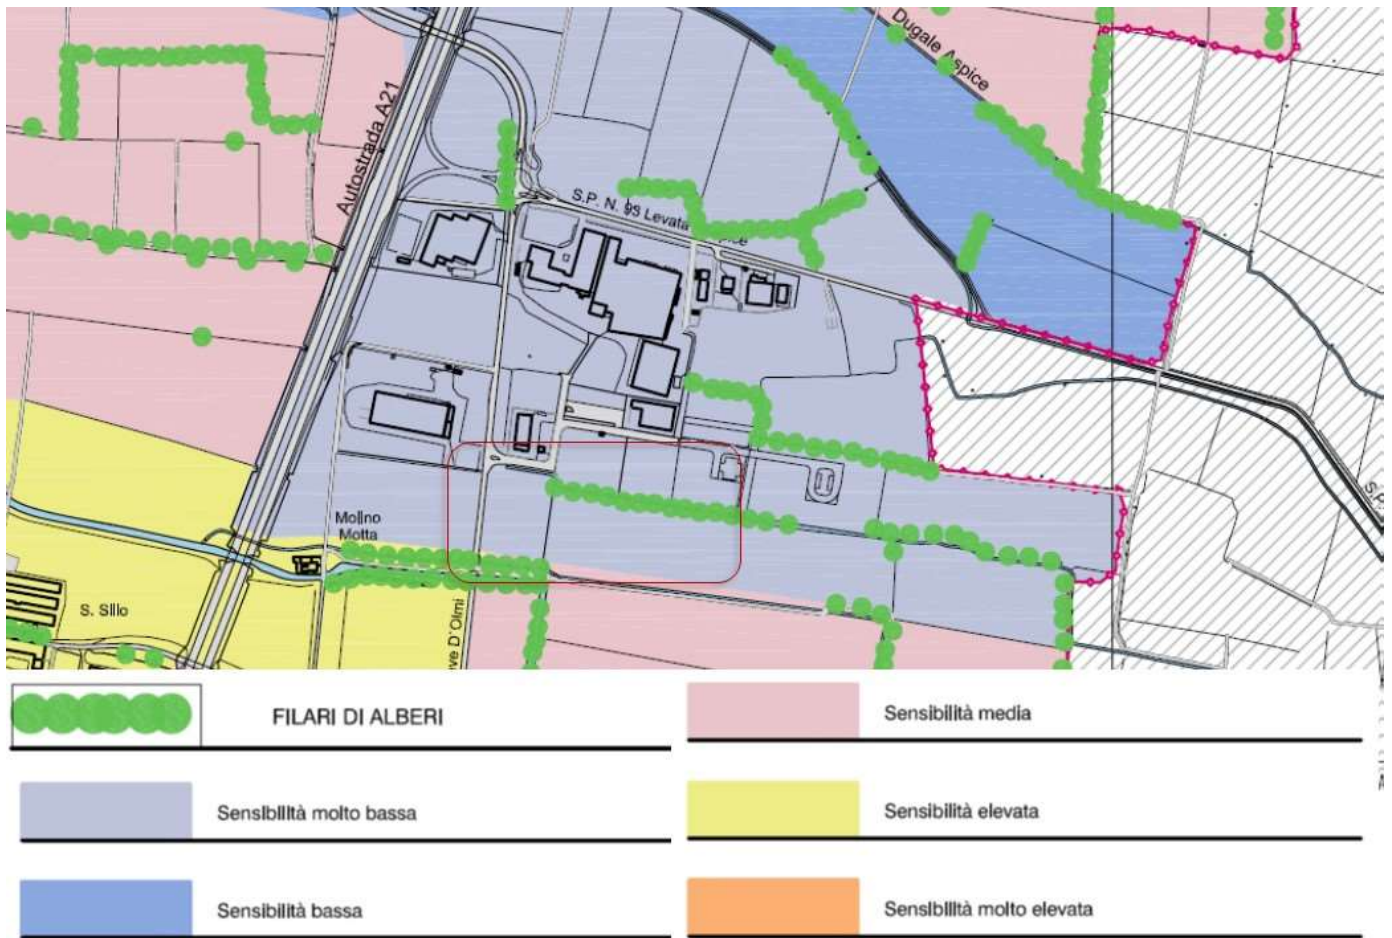 Dugale Aspice
Autostrada A21
S.P. N. 93 Levata
Molino
Motta
S. Sillo
FILARI DI ALBERI
Sensibilità media
Sensibilità molto bassa
Sensibilità elevata
Sensibilità bassa
Sensibilità molto elevata